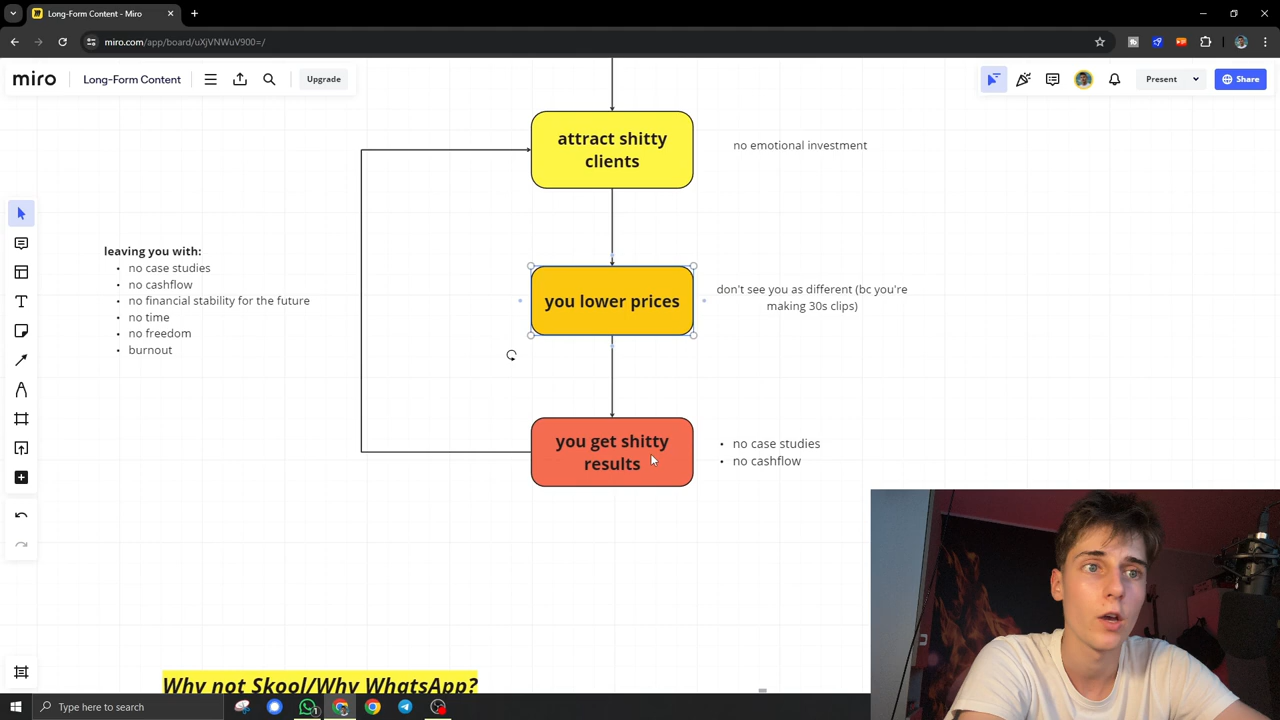 Long-Form Content - Miro
miro.com/app/board/uXjVNWuV900=/
miro
Long-Form Content
Upgrade
Present
Share
attract shitty
clients
no emotional investment
leaving you with:
• no case studies
• no cashflow
• no financial stability for the future
• no time
• no freedom
• burnout
you lower prices
don't see you as different (bc you're
making 30s clips)
you get shitty
results
• no case studies
• no cashflow
Why not Skool/Why WhatsApp?
Type here to search